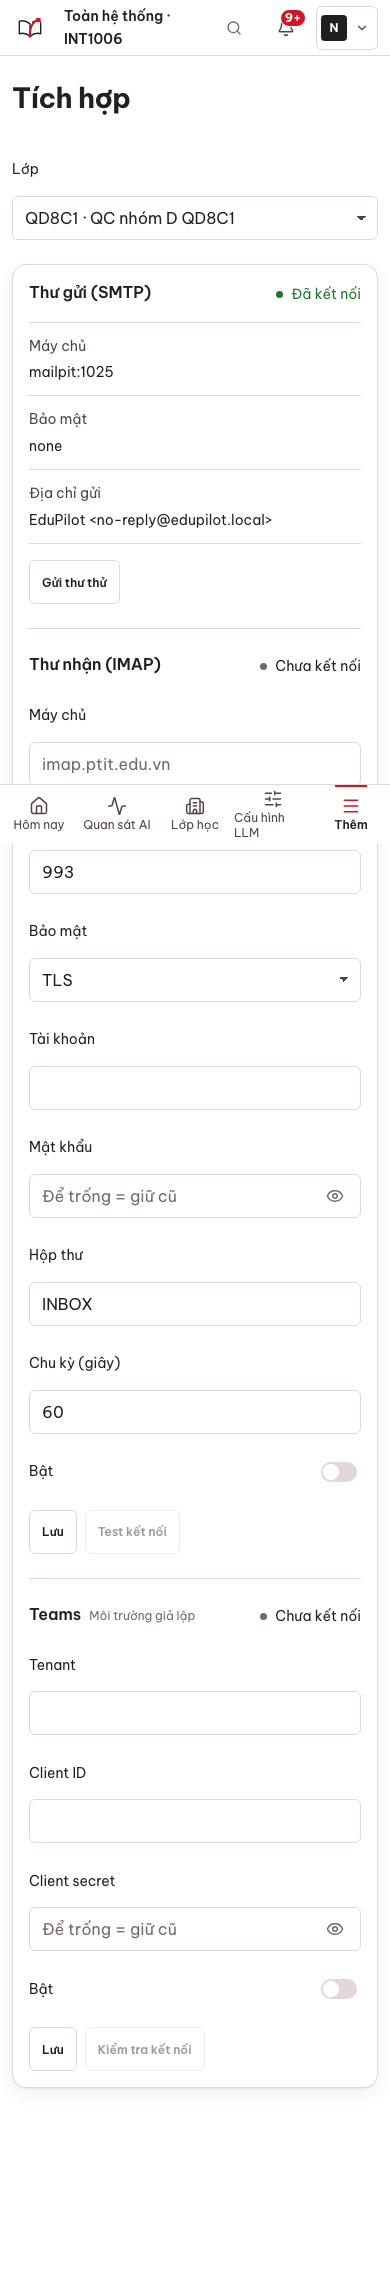 Toàn hệ thống ·
INT1006
9+
N
Tích hợp
Lớp
QD8C1 · QC nhóm D QD8C1
Thư gửi (SMTP)
Đã kết nối
Máy chủ
mailpit:1025
Bảo mật
none
Địa chỉ gửi
EduPilot <no-reply@edupilot.local>
Gửi thư thử
Thư nhận (IMAP)
Chưa kết nối
Máy chủ
imap.ptit.edu.vn
Hôm nay
Quan sát AI
Lớp học
Cấu hình
LLM
Thêm
993
Bảo mật
TLS
Tài khoản
Mật khẩu
Để trống = giữ cũ
Hộp thư
INBOX
Chu kỳ (giây)
60
Bật
Lưu
Test kết nối
Teams
Môi trường giả lập
Chưa kết nối
Tenant
Client ID
Client secret
Để trống = giữ cũ
Bật
Lưu
Kiểm tra kết nối